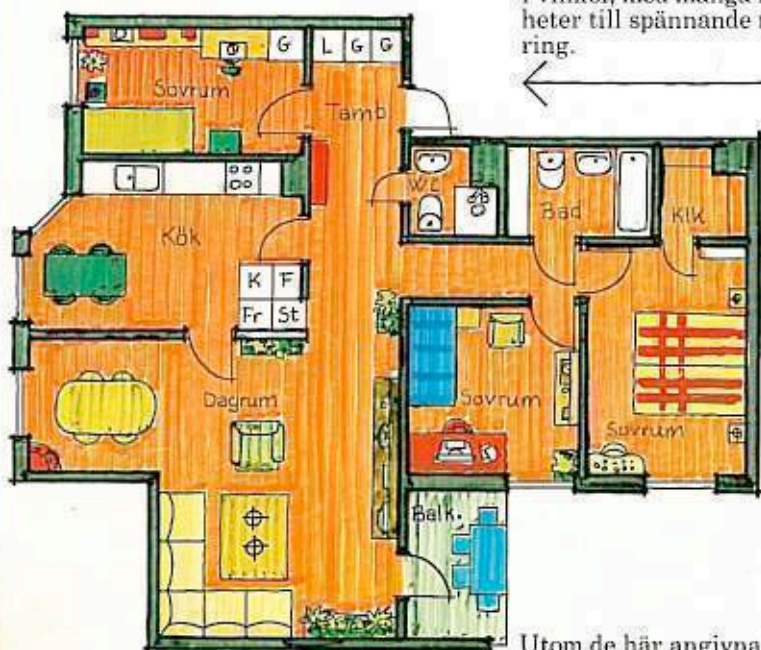 heter till spännande
ring.
G
L G G
Sovrum
Tamb
WC
Bad
Klk
Kök
K F
Fr St
Dagrum
Sovrum
Sovrum
Balk.
Utom de här angivna